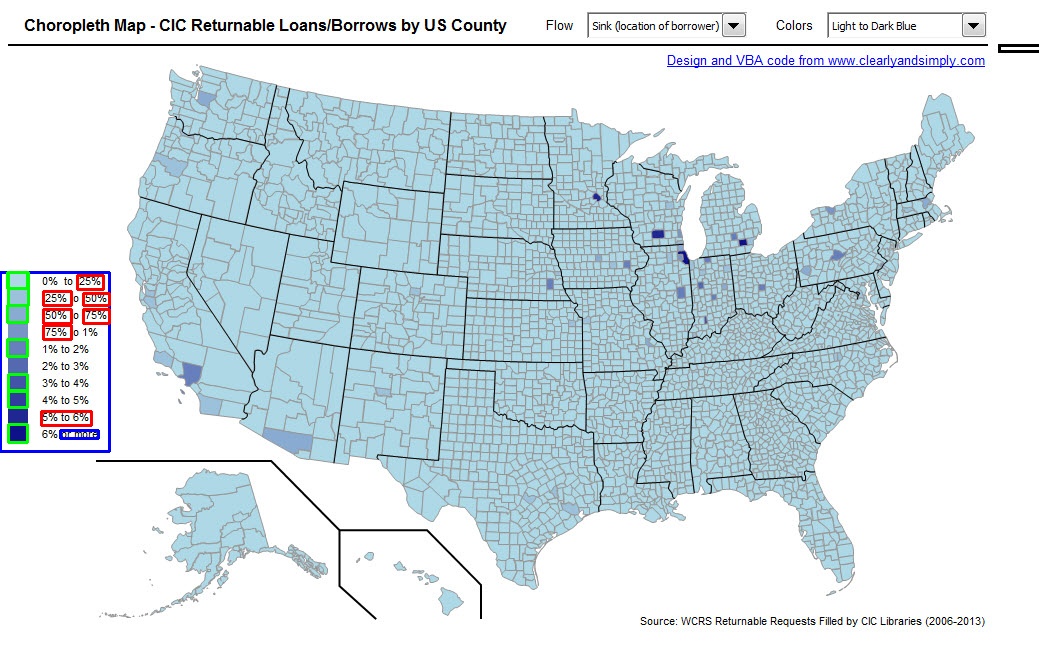 Choropleth Map - CIC Returnable Loans/Borrows by US County
Flow Sink (location of borrower)
Colors Light to Dark Blue
Design and VBA code from www.clearlyandsimply.com
0% to 25%
25% to 50%
50% to 75%
75% to 1%
1% to 2%
2% to 3%
3% to 4%
4% to 5%
5% to 6%
6% or more
Source: WCRS Returnable Requests Filled by CIC Libraries (2006-2013)